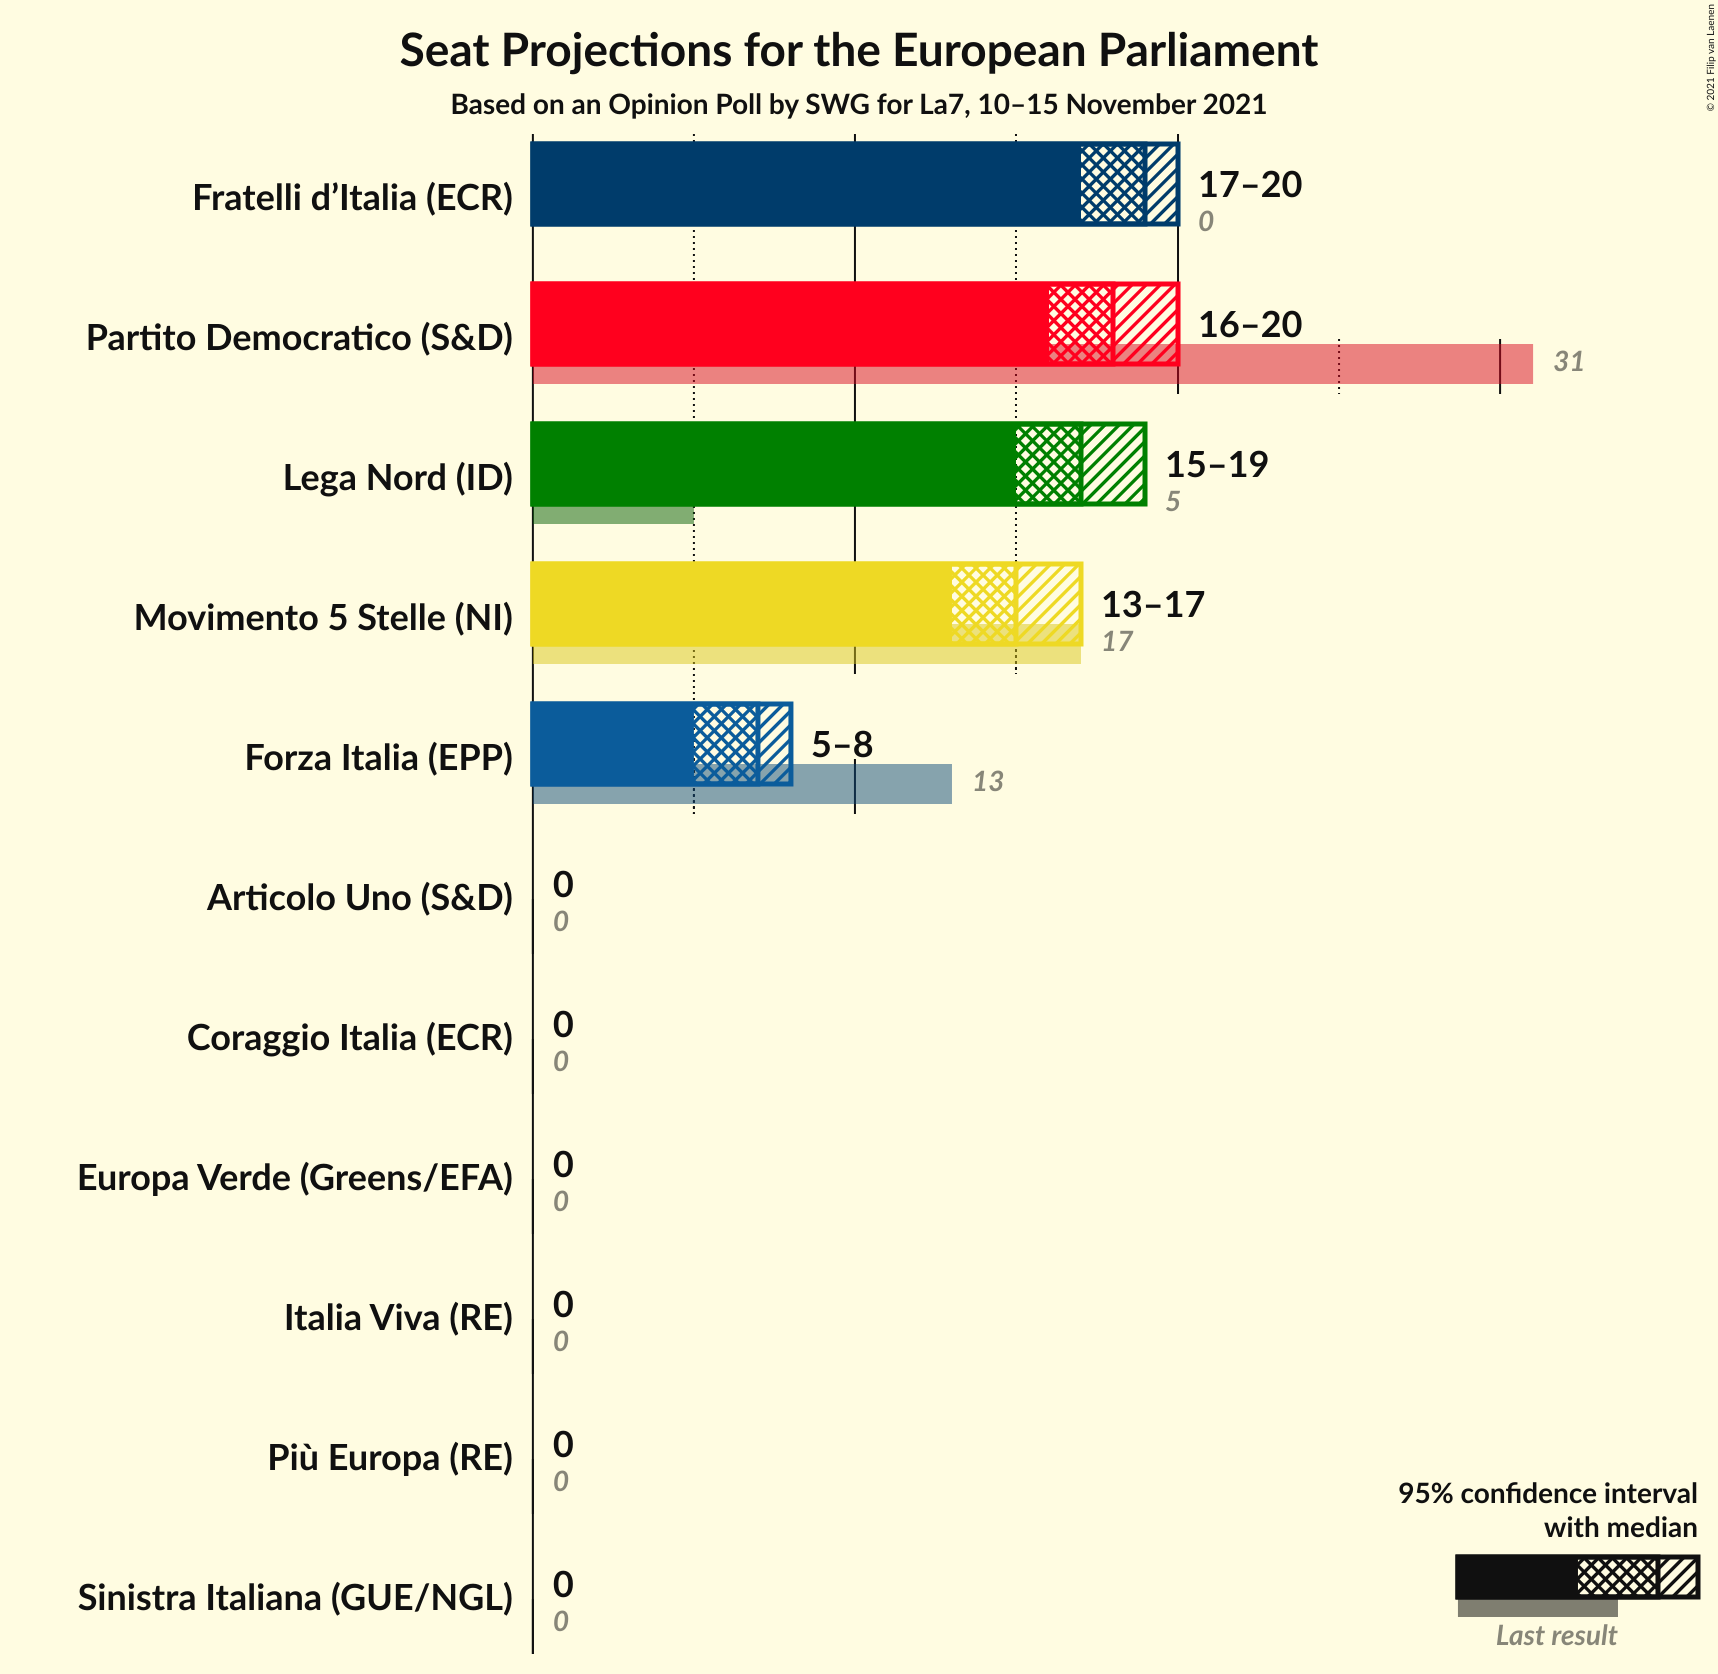 Seat Projections for the European Parliament
Based on an Opinion Poll by SWG for La7, 10–15 November 2021
© 2021 Filip van Laenen
Fratelli d’Italia (ECR)
17–20
0
Partito Democratico (S&D)
16–20
31
Lega Nord (ID)
15–19
5
Movimento 5 Stelle (NI)
13–17
17
Forza Italia (EPP)
5–8
13
Articolo Uno (S&D)
0
0
Coraggio Italia (ECR)
0
0
Europa Verde (Greens/EFA)
0
0
Italia Viva (RE)
0
0
Più Europa (RE)
0
0
Sinistra Italiana (GUE/NGL)
0
0
95% confidence interval
with median
Last result